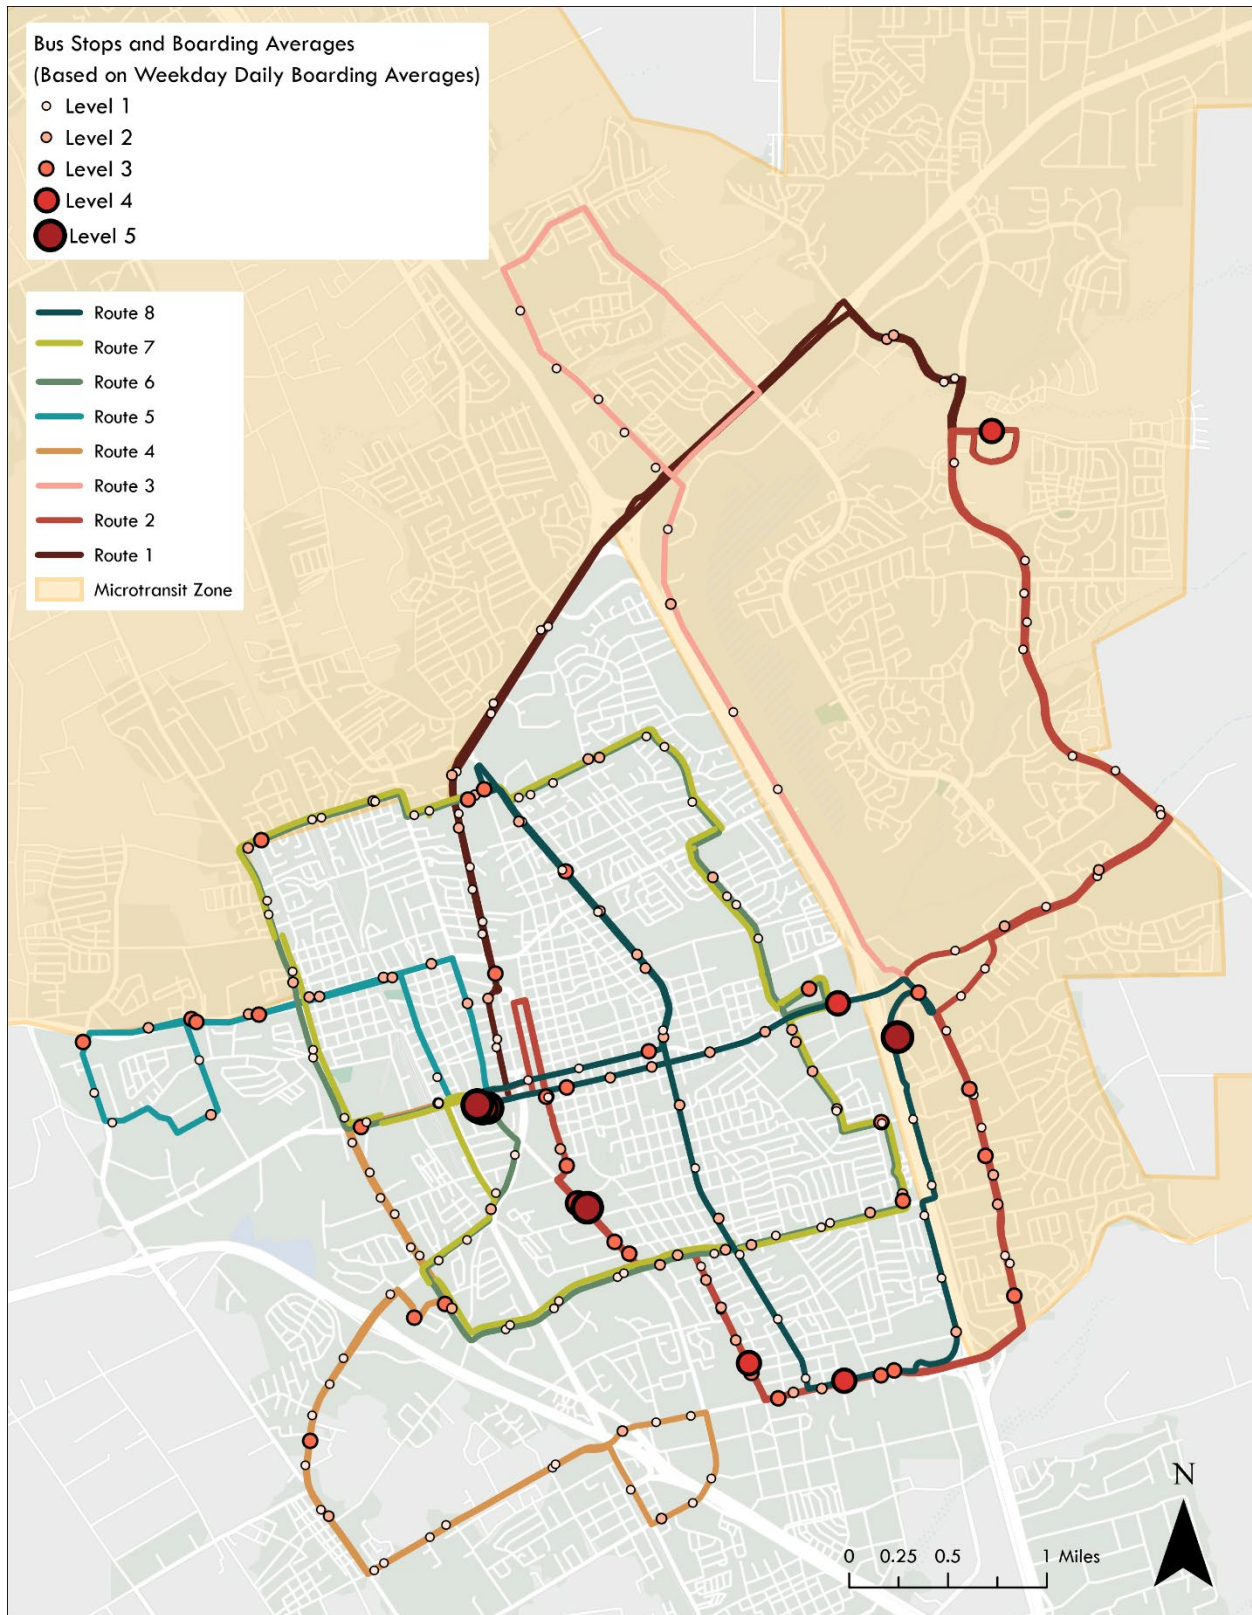 Bus Stops and Boarding Averages
(Based on Weekday Daily Boarding Averages)
Level 1
Level 2
Level 3
Level 4
Level 5
Route 8
Route 7
Route 6
Route 5
Route 4
Route 3
Route 2
Route 1
Microtransit Zone
N
0 0.25 0.5 1 Miles